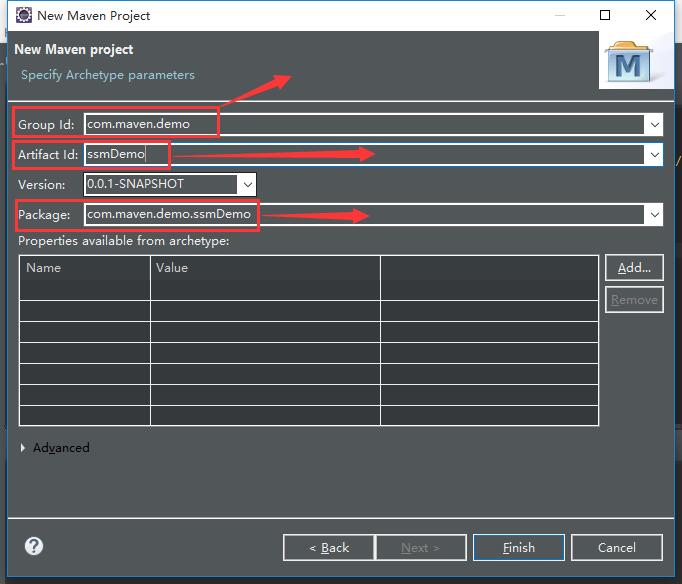 New Maven Project
New Maven project
Specify Archetype parameters
M
Group Id: com.maven.demo
Artifact Id: ssmDemo
Version: 0.0.1-SNAPSHOT
Package: com.maven.demo.ssmDemo
Properties available from archetype:
Name Value
Add...
Remove
Advanced
?
< Back Next > Finish Cancel